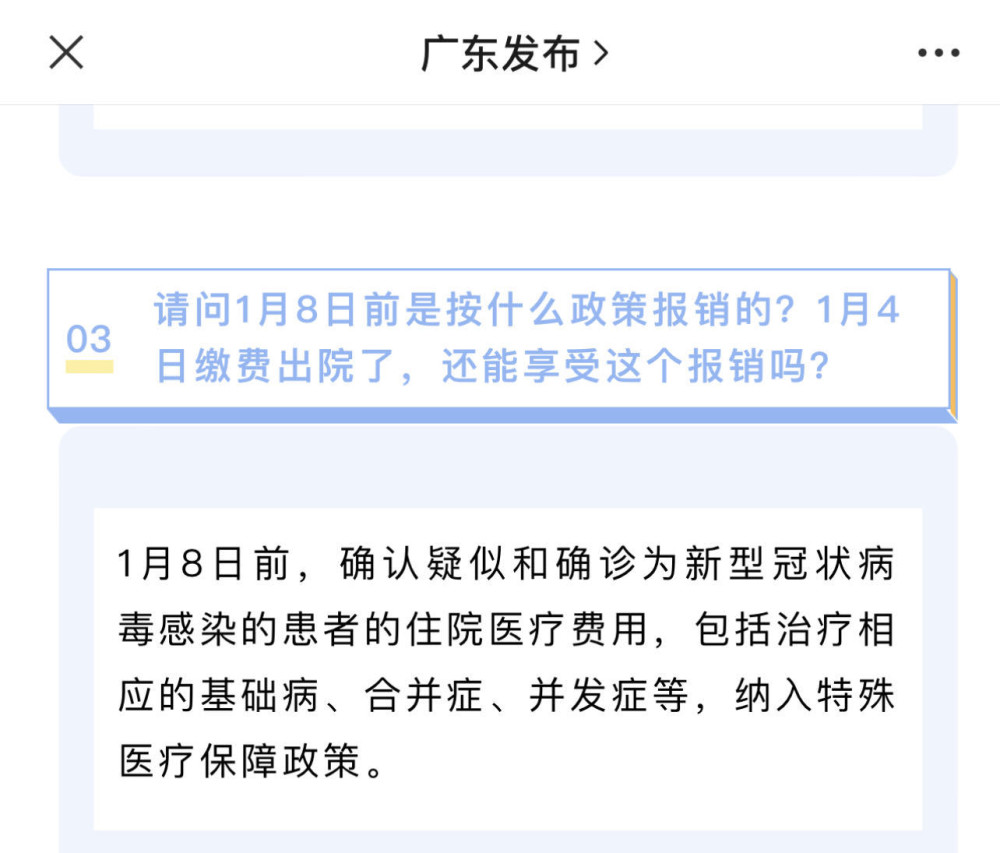 广东发布
03
请问1月8日前是按什么政策报销的？1月4
日缴费出院了，还能享受这个报销吗？
1月8日前，确认疑似和确诊为新型冠状病
毒感染的患者的住院医疗费用，包括治疗相
应的基础病、合并症、并发症等，纳入特殊
医疗保障政策。